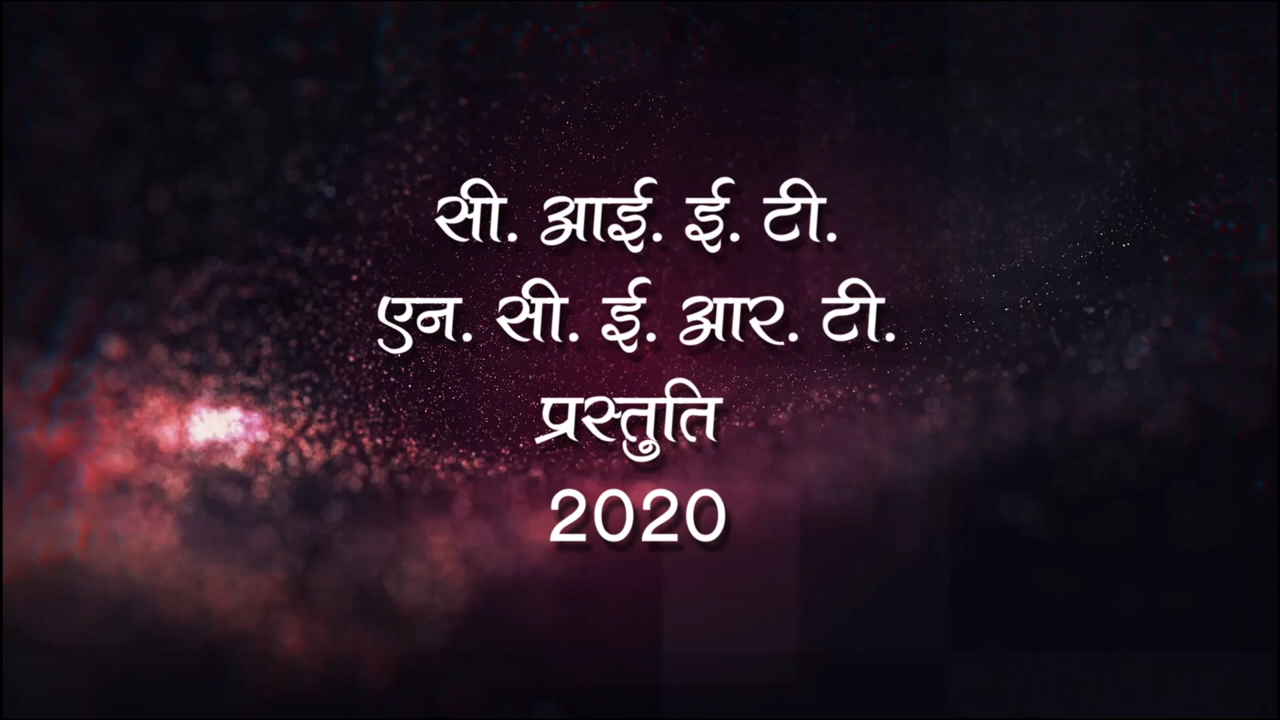 सी. आई. ई. टी.
एन. सी. ई. आर. टी.
प्रस्तुति
2020